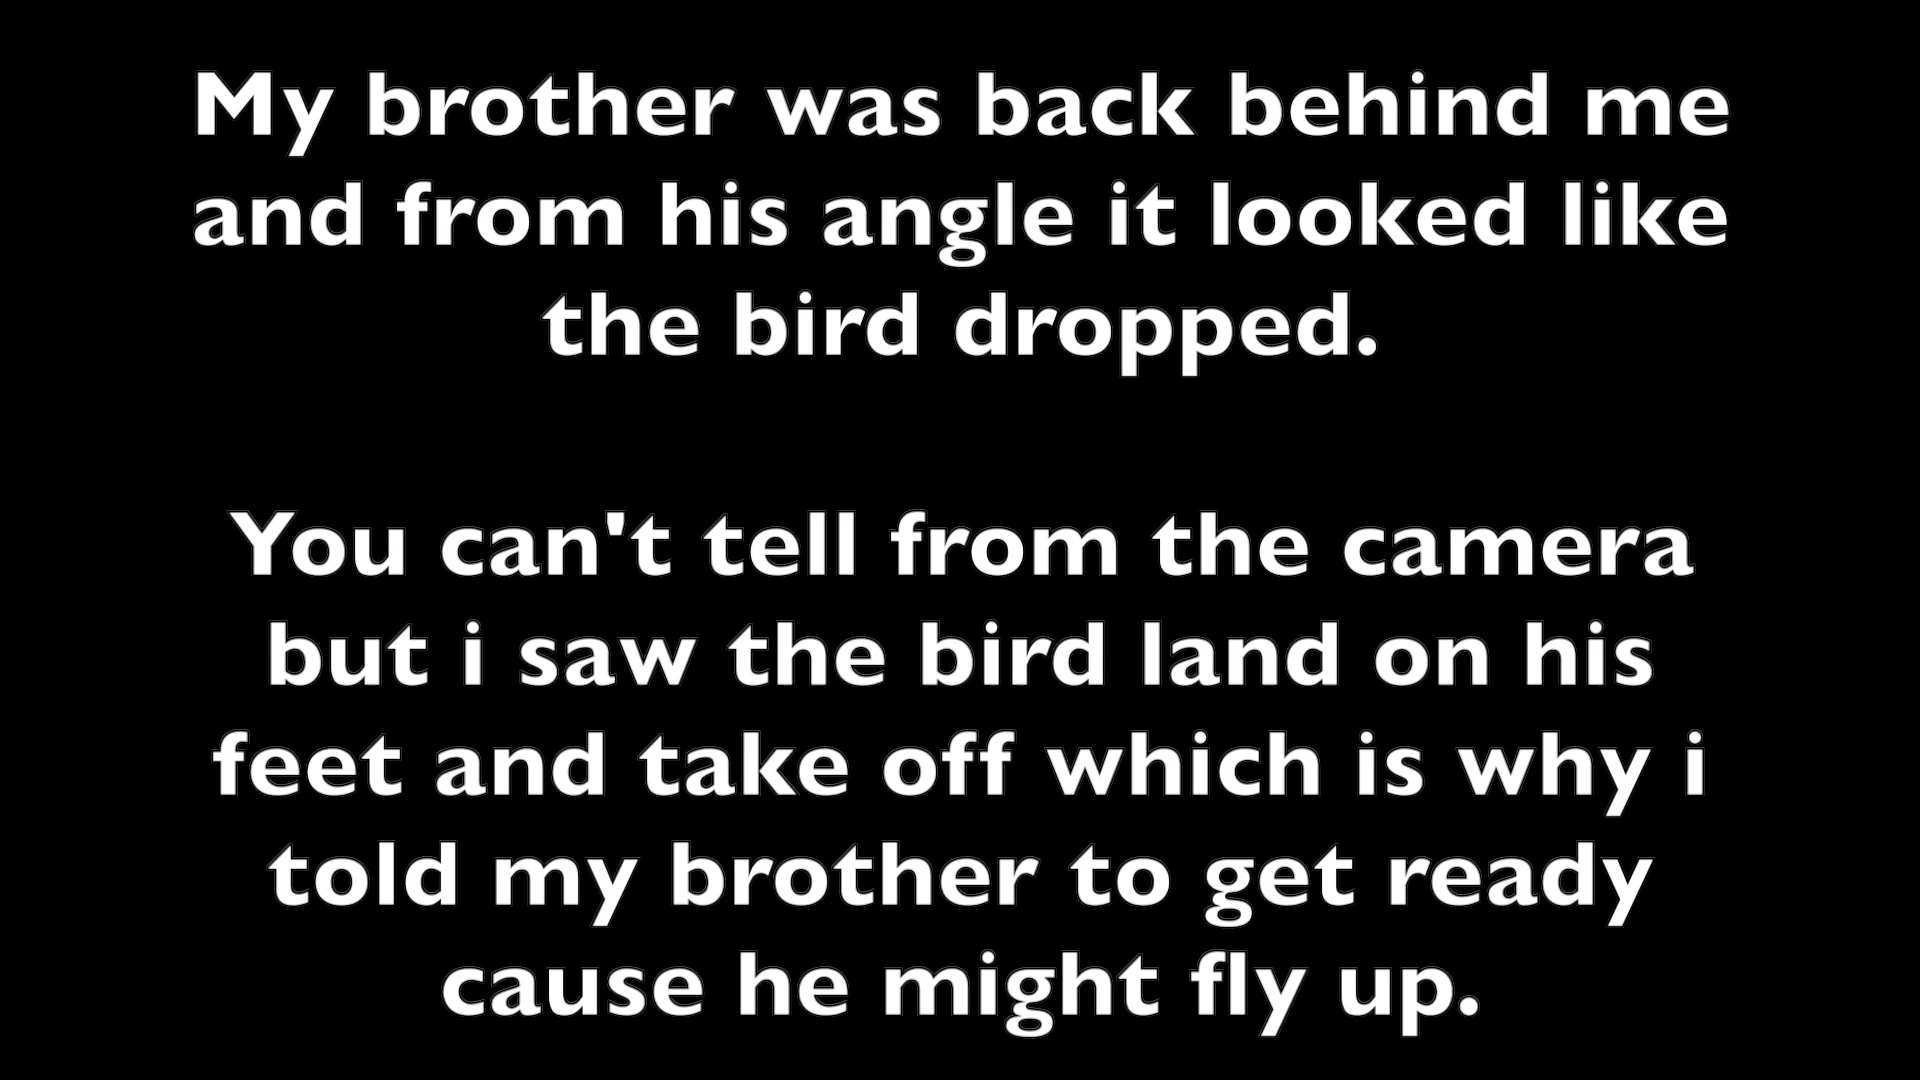 My brother was back behind me
and from his angle it looked like
the bird dropped.
You can't tell from the camera
but i saw the bird land on his
feet and take off which is why i
told my brother to get ready
cause he might fly up.